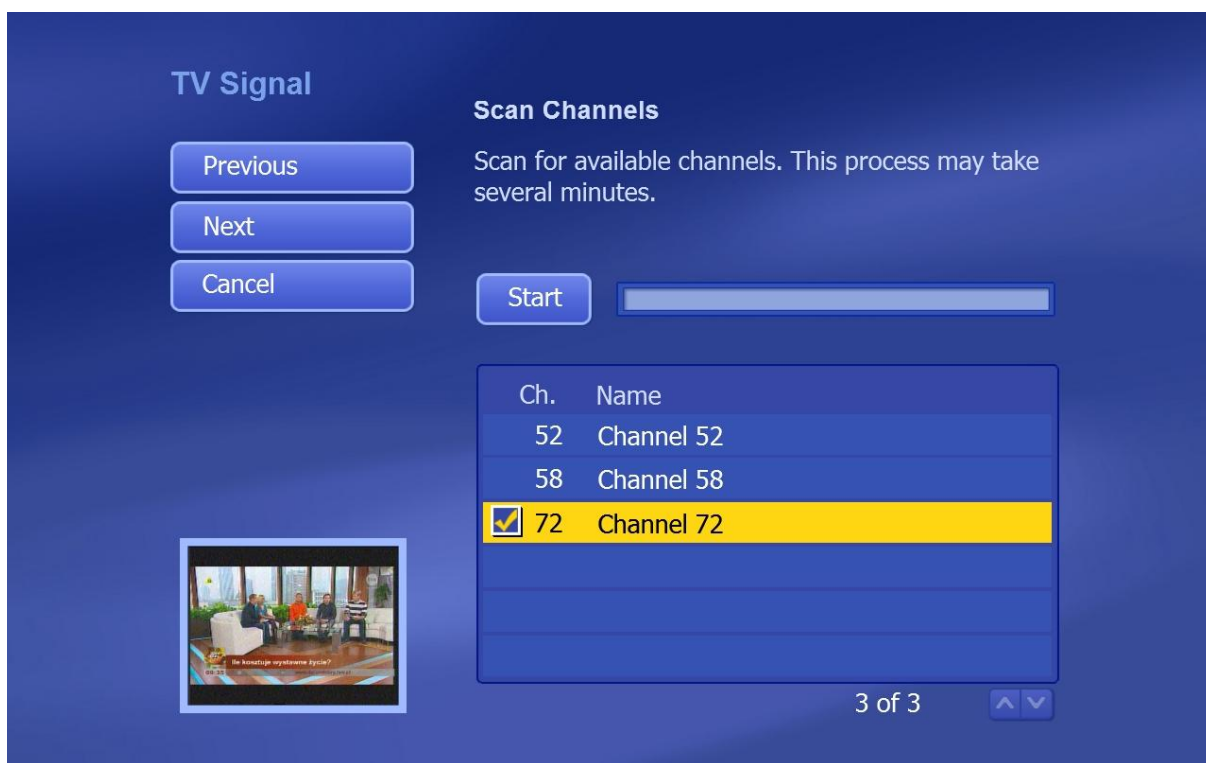 TV Signal
Previous
Next
Cancel
Scan Channels
Scan for available channels. This process may take
several minutes.
Start
Ch. Name
52 Channel 52
58 Channel 58
72 Channel 72
3 of 3
Ile kosztuje wystawne życie?